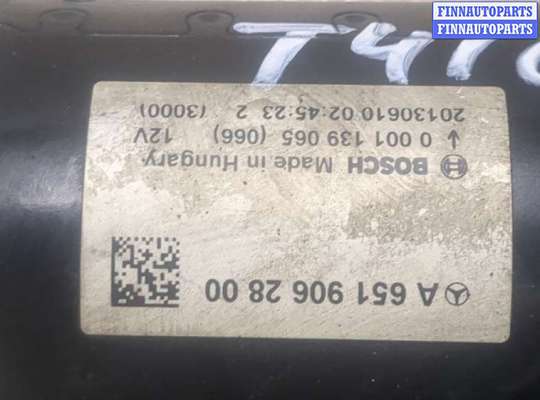 FINNAUTOPARTS
FINNAUTOPARTS
A 651 906 28 00
BOSCH Made in Hungary
0 001 139 065 (066) 12V
20130610 02:45:23 2 (3000)